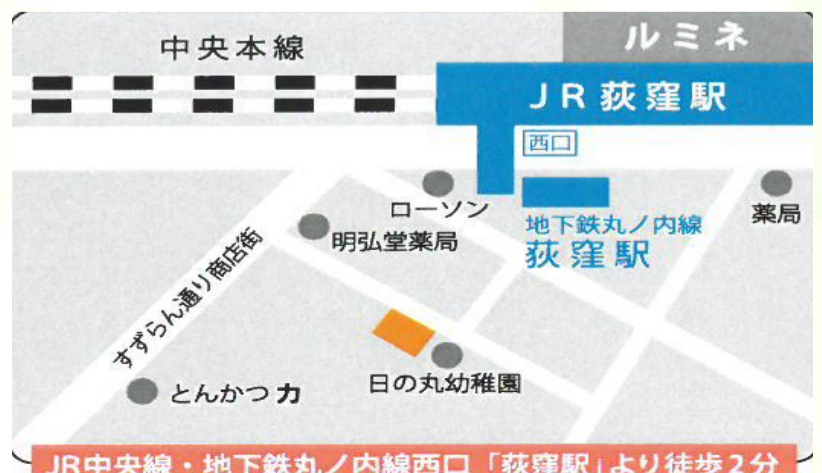 ルミネ
中央本線
JR荻窪駅
西口
ローソン
地下鉄丸ノ内線
荻窪駅
薬局
明弘堂薬局
すずらん通り商店街
日の丸幼稚園
とんかつ力
JR中央線・地下鉄丸ノ内線西口「荻窪駅」より徒歩2分